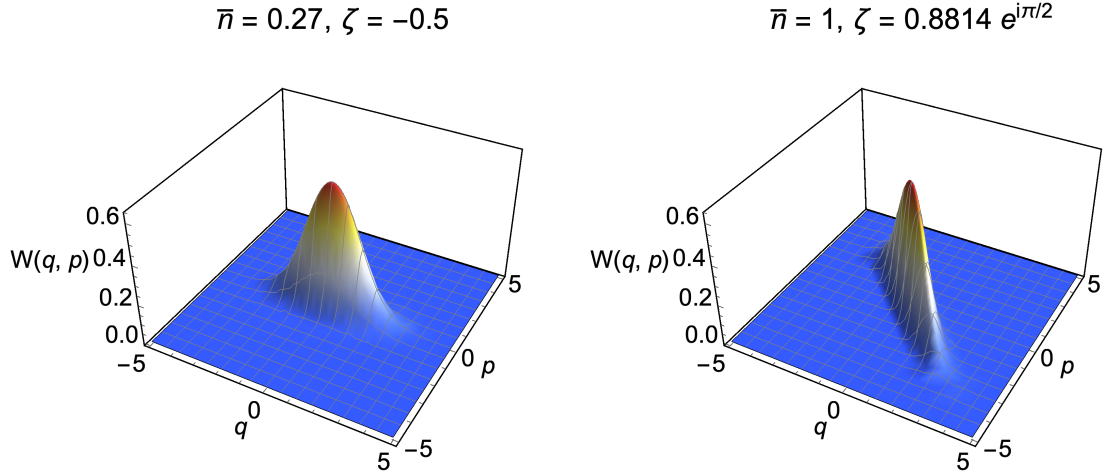 n̅ = 0.27, ζ = −0.5
0.6
W(q, p) 0.4
0.2
0.0
−5
0
q
5
−5
0
p
5
n̅ = 1, ζ = 0.8814 e^{iπ/2}
0.6
W(q, p) 0.4
0.2
0.0
−5
0
q
5
−5
0
p
5